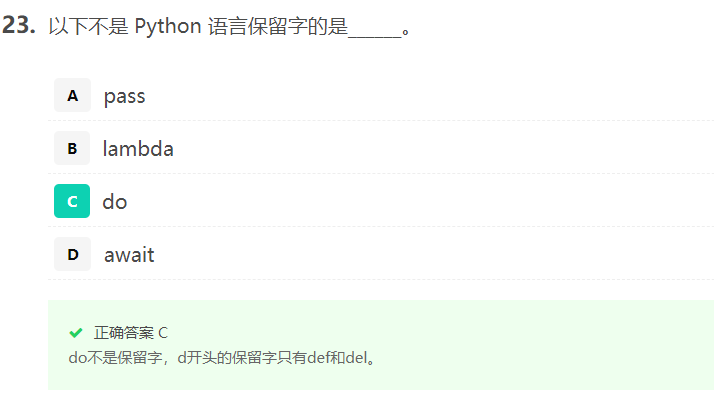 23. 以下不是 Python 语言保留字的是______。
A pass
B lambda
C do
D await
正确答案 C
do不是保留字，d开头的保留字只有def和del。